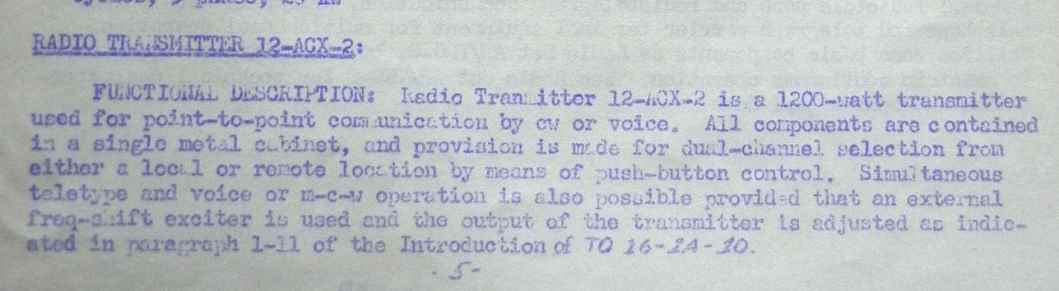 RADIO TRANSMITTER 12-ACX-2:
FUNCTIONAL DESCRIPTION: Radio Transmitter 12-ACX-2 is a 1200-watt transmitter
used for point-to-point communication by cw or voice. All components are contained
in a single metal cabinet, and provision is made for dual-channel selection from
either a local or remote location by means of push-button control. Simultaneous
teletype and voice or m-c-w operation is also possible provided that an external
freq-shift exciter is used and the output of the transmitter is adjusted as indic-
ated in paragraph 1-11 of the Introduction of TO 16-1A-10.
-5-